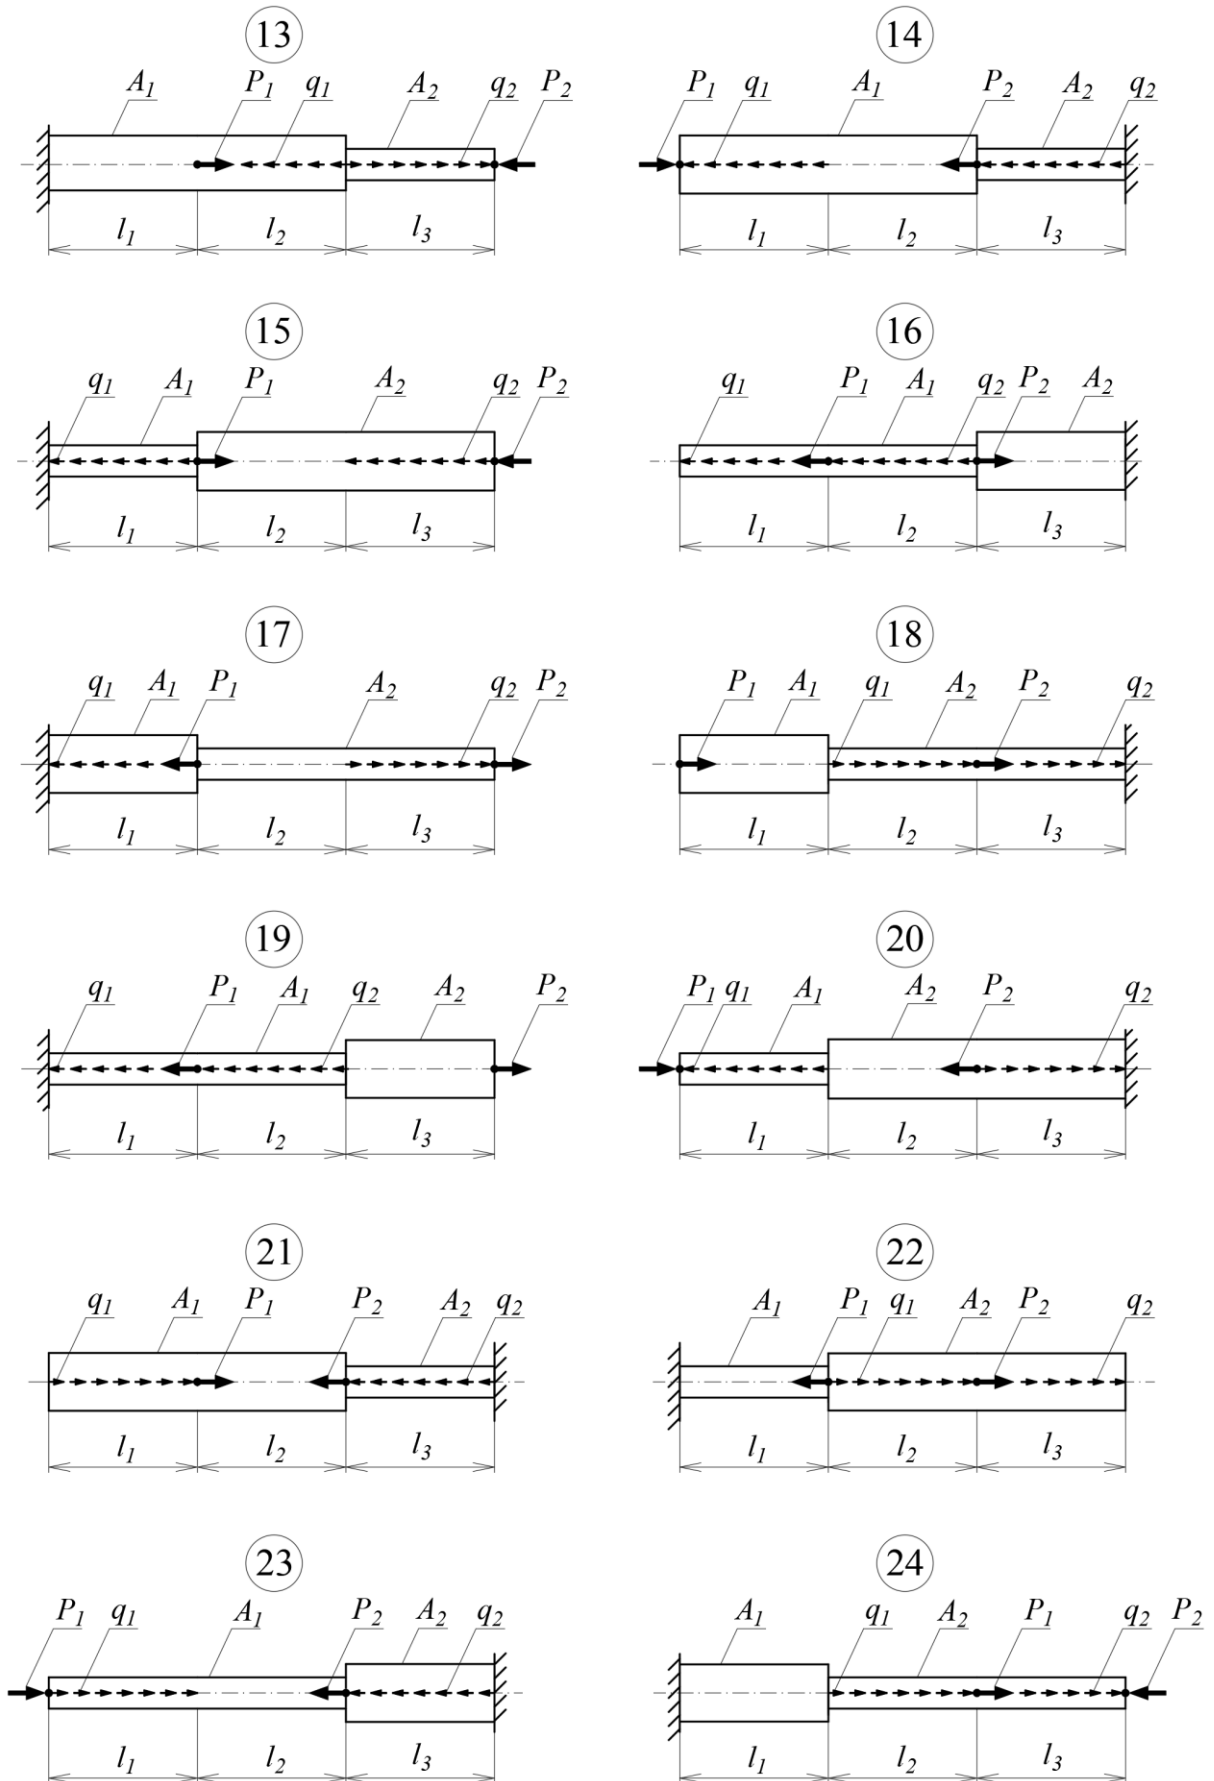 13 14
A1 P1 q1 A2 q2 P2 P1 q1 A1 P2 A2 q2
l1 l2 l3 l1 l2 l3
15 16
q1 A1 P1 A2 q2 P2 q1 P1 A1 q2 P2 A2
l1 l2 l3 l1 l2 l3
17 18
q1 A1 P1 A2 q2 P2 P1 A1 q1 A2 P2 q2
l1 l2 l3 l1 l2 l3
19 20
q1 P1 A1 q2 A2 P2 P1 q1 A1 A2 P2 q2
l1 l2 l3 l1 l2 l3
21 22
q1 A1 P1 P2 A2 q2 A1 P1 q1 A2 P2 q2
l1 l2 l3 l1 l2 l3
23 24
P1 q1 A1 P2 A2 q2 A1 q1 A2 P1 q2 P2
l1 l2 l3 l1 l2 l3